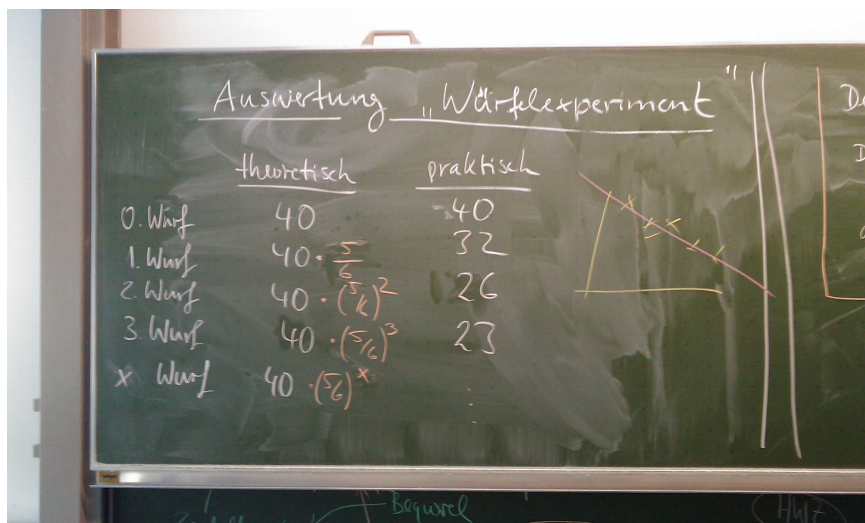 Auswertung „Würfelexperiment"
theoretisch praktisch
0. Wurf 40 40
1. Wurf 40 · 5/6 32
2. Wurf 40 · (5/6)² 26
3. Wurf 40 · (5/6)³ 23
x Wurf 40 · (5/6)ˣ
Bequerel